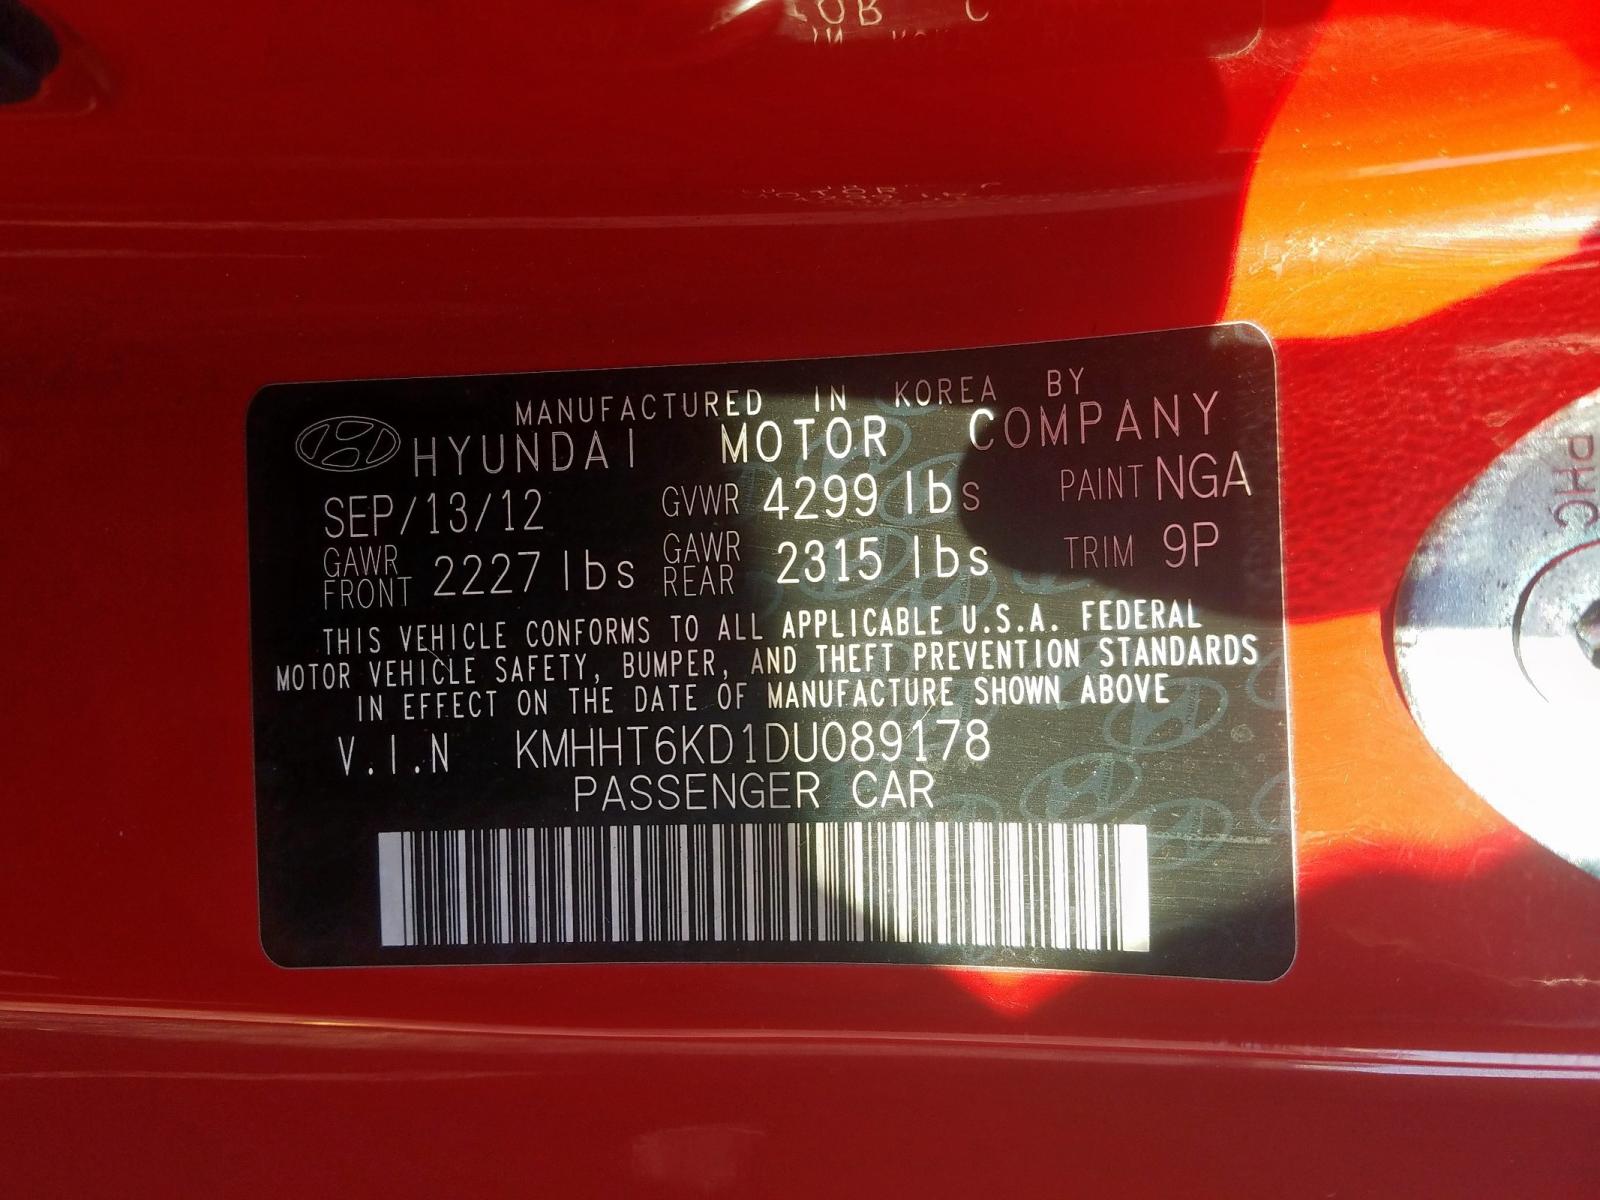 MANUFACTURED IN KOREA BY
HYUNDAI MOTOR COMPANY
SEP/13/12 GVWR 4299 lbs PAINT NGA
GAWR FRONT 2227 lbs GAWR REAR 2315 lbs TRIM 9P
THIS VEHICLE CONFORMS TO ALL APPLICABLE U.S.A. FEDERAL
MOTOR VEHICLE SAFETY, BUMPER, AND THEFT PREVENTION STANDARDS
IN EFFECT ON THE DATE OF MANUFACTURE SHOWN ABOVE
V.I.N KMHHT6KD1DU089178
PASSENGER CAR
PHC